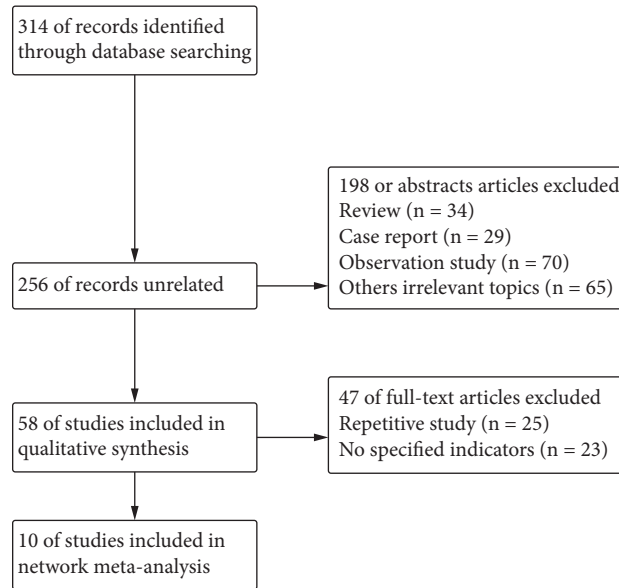 314 of records identified
through database searching
198 or abstracts articles excluded
Review (n = 34)
Case report (n = 29)
Observation study (n = 70)
Others irrelevant topics (n = 65)
256 of records unrelated
47 of full-text articles excluded
Repetitive study (n = 25)
No specified indicators (n = 23)
58 of studies included in
qualitative synthesis
10 of studies included in
network meta-analysis